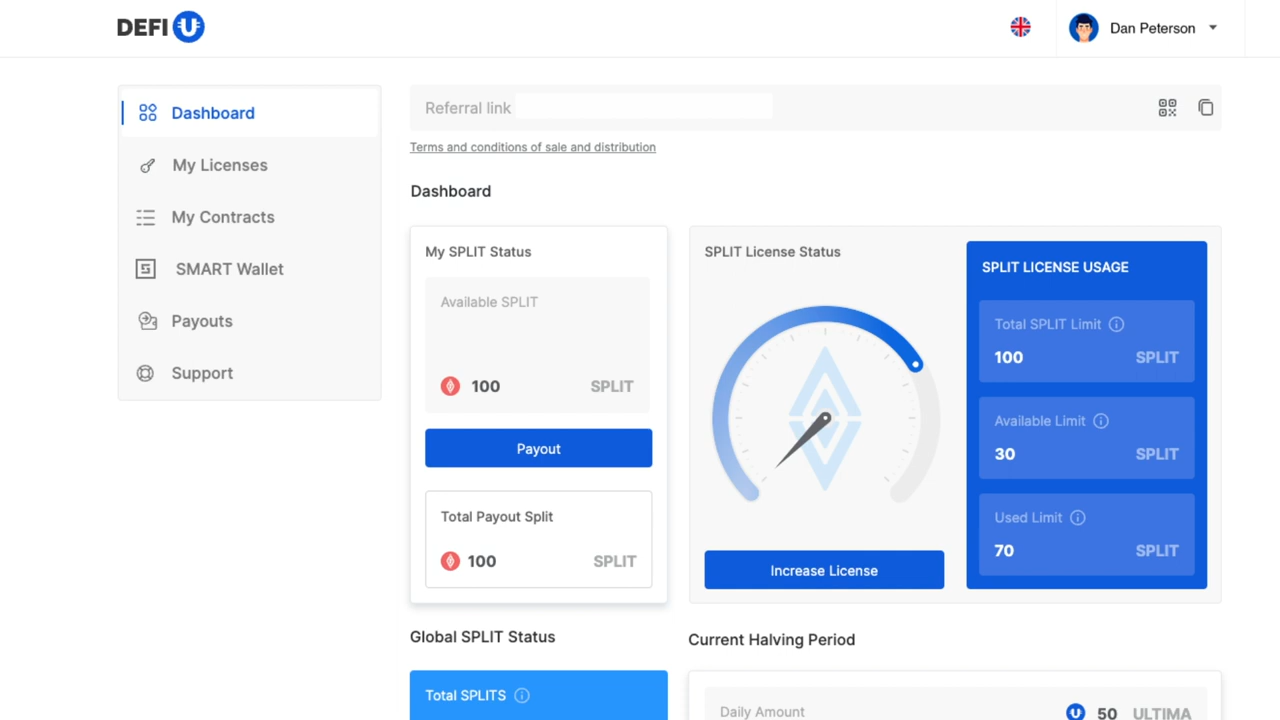 DEFI U
Dan Peterson
Dashboard
My Licenses
My Contracts
SMART Wallet
Payouts
Support
Referral link
Terms and conditions of sale and distribution
Dashboard
My SPLIT Status
Available SPLIT
100 SPLIT
Payout
Total Payout Split
100 SPLIT
SPLIT License Status
Increase License
SPLIT LICENSE USAGE
Total SPLIT Limit
100 SPLIT
Available Limit
30 SPLIT
Used Limit
70 SPLIT
Global SPLIT Status
Total SPLITS
Current Halving Period
Daily Amount
50 ULTIMA